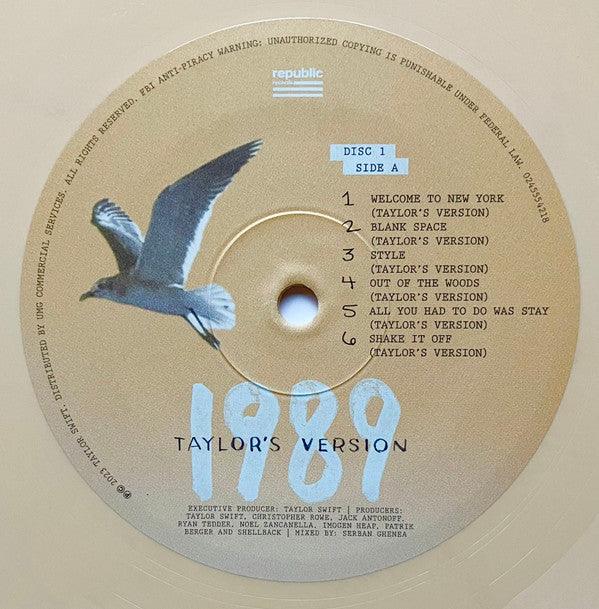 ℗© 2023 TAYLOR SWIFT. DISTRIBUTED BY UMG COMMERCIAL SERVICES. ALL RIGHTS RESERVED. FBI ANTI-PIRACY WARNING: UNAUTHORIZED COPYING IS PUNISHABLE UNDER FEDERAL LAW. 0245554218
republic
records
DISC 1
SIDE A
1 WELCOME TO NEW YORK
(TAYLOR'S VERSION)
2 BLANK SPACE
(TAYLOR'S VERSION)
3 STYLE
(TAYLOR'S VERSION)
4 OUT OF THE WOODS
(TAYLOR'S VERSION)
5 ALL YOU HAD TO DO WAS STAY
(TAYLOR'S VERSION)
6 SHAKE IT OFF
(TAYLOR'S VERSION)
1989
TAYLOR'S VERSION
EXECUTIVE PRODUCER: TAYLOR SWIFT | PRODUCERS:
TAYLOR SWIFT, CHRISTOPHER ROWE, JACK ANTONOFF,
RYAN TEDDER, NOEL ZANCANELLA, IMOGEN HEAP, PATRIK
BERGER AND SHELLBACK | MIXED BY: SERBAN GHENEA